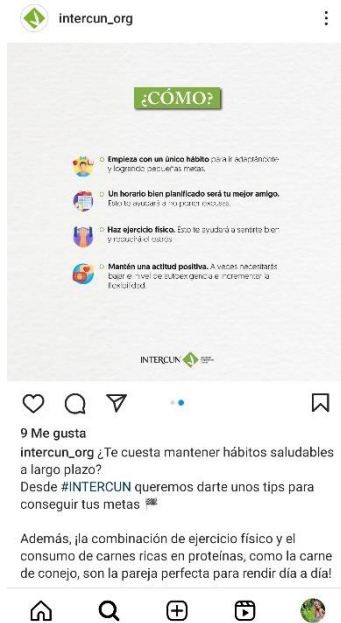 intercun_org
¿CÓMO?
Empieza con un único hábito para ir adaptándote
y logrando pequeñas metas.
Un horario bien planificado será tu mejor amigo.
Esto te ayudará a no poner excusas.
Haz ejercicio físico. Esto te ayudará a sentirte bien
y reducirá el estrés.
Mantén una actitud positiva. A veces necesitarás
bajar el nivel de autoexigencia e incrementar la
flexibilidad.
INTERCUN
9 Me gusta
intercun_org ¿Te cuesta mantener hábitos saludables
a largo plazo?
Desde #INTERCUN queremos darte unos tips para
conseguir tus metas
Además, ¡la combinación de ejercicio físico y el
consumo de carnes ricas en proteínas, como la carne
de conejo, son la pareja perfecta para rendir día a día!